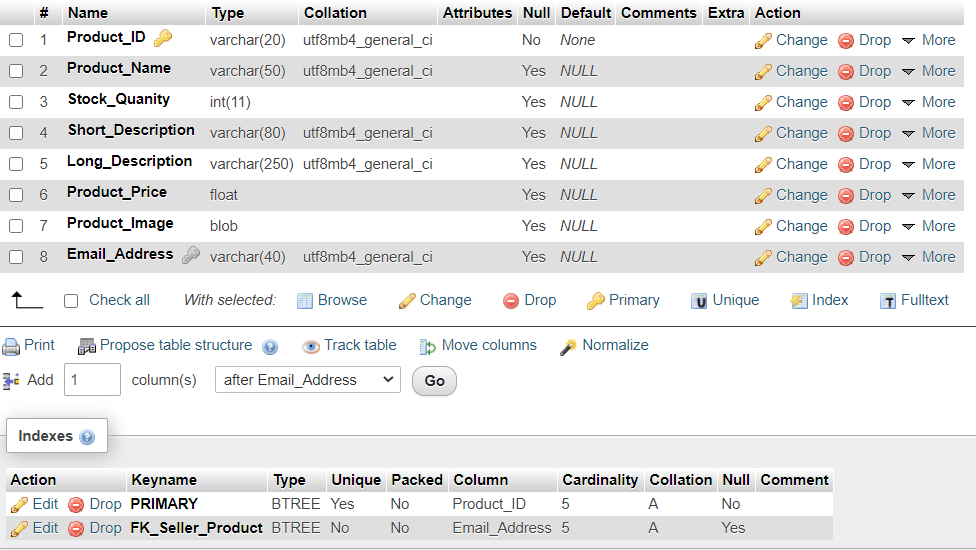 # Name Type Collation Attributes Null Default Comments Extra Action
1 Product_ID varchar(20) utf8mb4_general_ci No None Change Drop More
2 Product_Name varchar(50) utf8mb4_general_ci Yes NULL Change Drop More
3 Stock_Quanity int(11) Yes NULL Change Drop More
4 Short_Description varchar(80) utf8mb4_general_ci Yes NULL Change Drop More
5 Long_Description varchar(250) utf8mb4_general_ci Yes NULL Change Drop More
6 Product_Price float Yes NULL Change Drop More
7 Product_Image blob Yes NULL Change Drop More
8 Email_Address varchar(40) utf8mb4_general_ci Yes NULL Change Drop More
Check all With selected: Browse Change Drop Primary Unique Index Fulltext
Print Propose table structure Track table Move columns Normalize
Add 1 column(s) after Email_Address Go
Indexes
Action Keyname Type Unique Packed Column Cardinality Collation Null Comment
Edit Drop PRIMARY BTREE Yes No Product_ID 5 A No
Edit Drop FK_Seller_Product BTREE No No Email_Address 5 A Yes